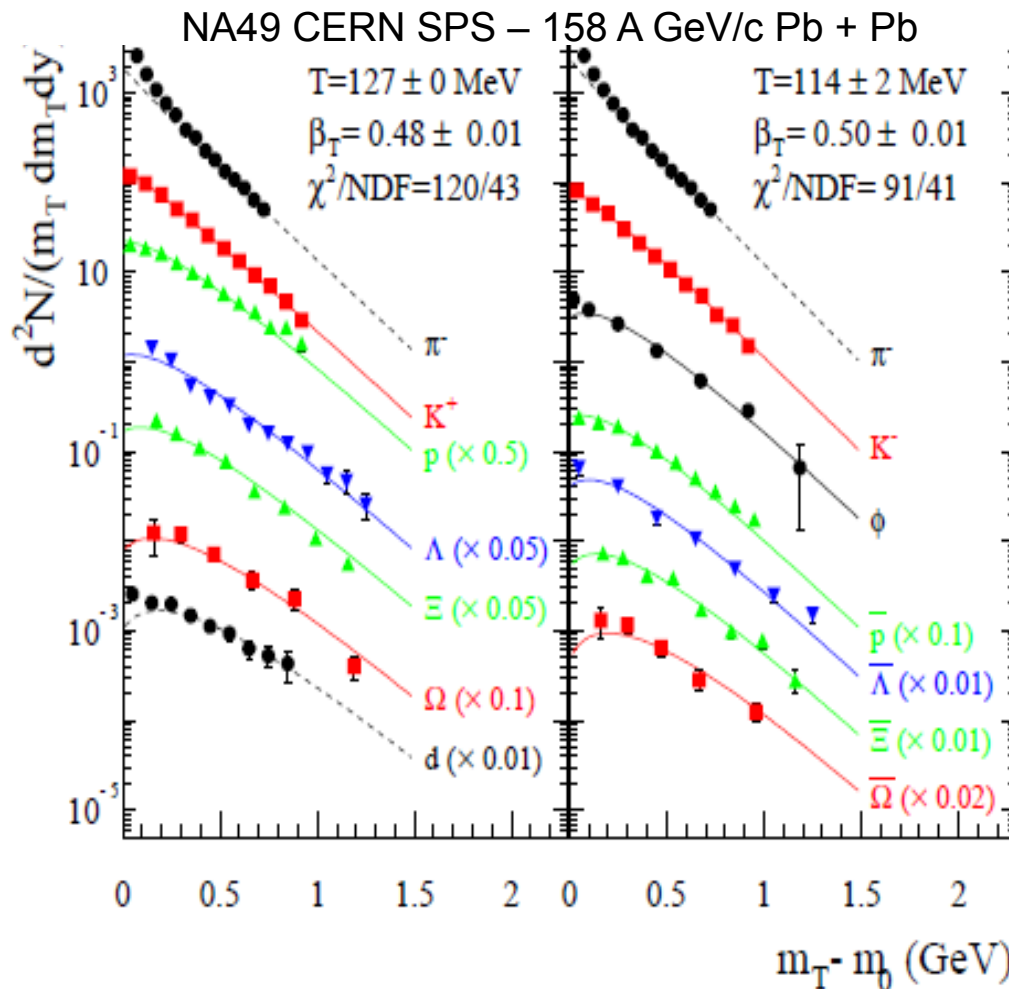 NA49 CERN SPS – 158 A GeV/c Pb + Pb
d²N/(m_T dm_T dy
10³
10
10⁻¹
10⁻³
10⁻⁵
T=127 ± 0 MeV
β_T= 0.48 ± 0.01
χ²/NDF=120/43
π⁻
K⁺
p (× 0.5)
Λ (× 0.05)
Ξ (× 0.05)
Ω (× 0.1)
d (× 0.01)
0 0.5 1 1.5 2
T=114 ± 2 MeV
β_T= 0.50 ± 0.01
χ²/NDF= 91/41
π⁻
K⁻
ϕ
p̅ (× 0.1)
Λ̅ (× 0.01)
Ξ̅ (× 0.01)
Ω̅ (× 0.02)
0 0.5 1 1.5 2
m_T- m_0 (GeV)